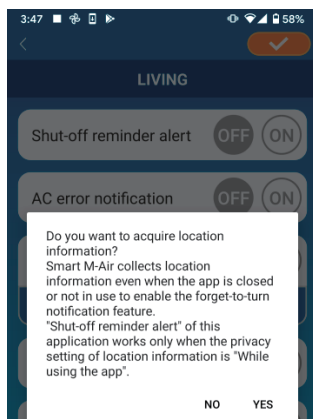 3:47 58%
LIVING
Shut-off reminder alert OFF ON
AC error notification OFF ON
Do you want to acquire location
information?
Smart M-Air collects location
information even when the app is closed
or not in use to enable the forget-to-turn
notification feature.
"Shut-off reminder alert" of this
application works only when the privacy
setting of location information is "While
using the app".
NO YES